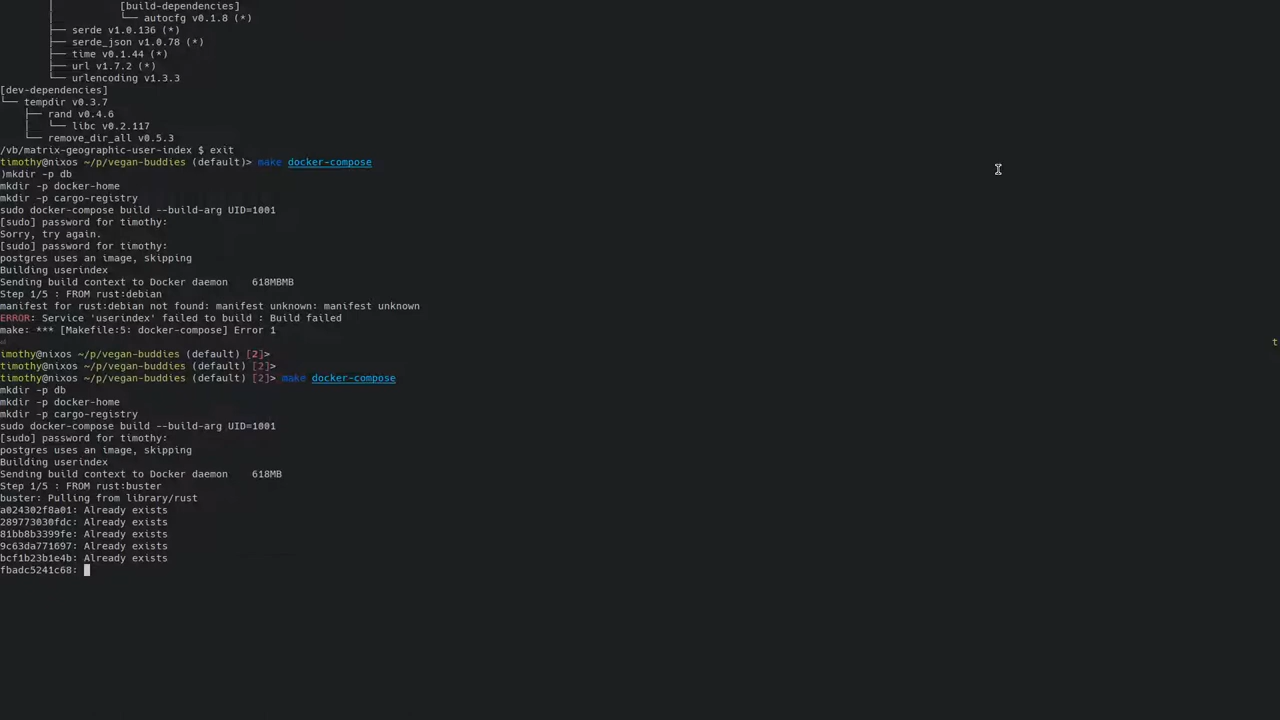 │          [build-dependencies]
│          └── autocfg v0.1.8 (*)
├── serde v1.0.136 (*)
├── serde_json v1.0.78 (*)
├── time v0.1.44 (*)
├── url v1.7.2 (*)
└── urlencoding v1.3.3
[dev-dependencies]
└── tempdir v0.3.7
├── rand v0.4.6
│   └── libc v0.2.117
└── remove_dir_all v0.5.3
/vb/matrix-geographic-user-index $ exit
timothy@nixos ~/p/vegan-buddies (default)> make docker-compose
)mkdir -p db
mkdir -p docker-home
mkdir -p cargo-registry
sudo docker-compose build --build-arg UID=1001
[sudo] password for timothy:
Sorry, try again.
[sudo] password for timothy:
postgres uses an image, skipping
Building userindex
Sending build context to Docker daemon    618MBMB
Step 1/5 : FROM rust:debian
manifest for rust:debian not found: manifest unknown: manifest unknown
ERROR: Service 'userindex' failed to build : Build failed
make: *** [Makefile:5: docker-compose] Error 1
⏎ t
imothy@nixos ~/p/vegan-buddies (default) [2]>
timothy@nixos ~/p/vegan-buddies (default) [2]>
timothy@nixos ~/p/vegan-buddies (default) [2]> make docker-compose
mkdir -p db
mkdir -p docker-home
mkdir -p cargo-registry
sudo docker-compose build --build-arg UID=1001
[sudo] password for timothy:
postgres uses an image, skipping
Building userindex
Sending build context to Docker daemon    618MB
Step 1/5 : FROM rust:buster
buster: Pulling from library/rust
a024302f8a01: Already exists
289773030fdc: Already exists
81bb8b3399fe: Already exists
9c63da771697: Already exists
bcf1b23b1e4b: Already exists
fbadc5241c68: